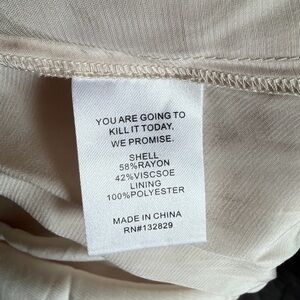 YOU ARE GOING TO
KILL IT TODAY.
WE PROMISE.
SHELL
58%RAYON
42%VISCSOE
LINING
100%POLYESTER
MADE IN CHINA
RN#132829